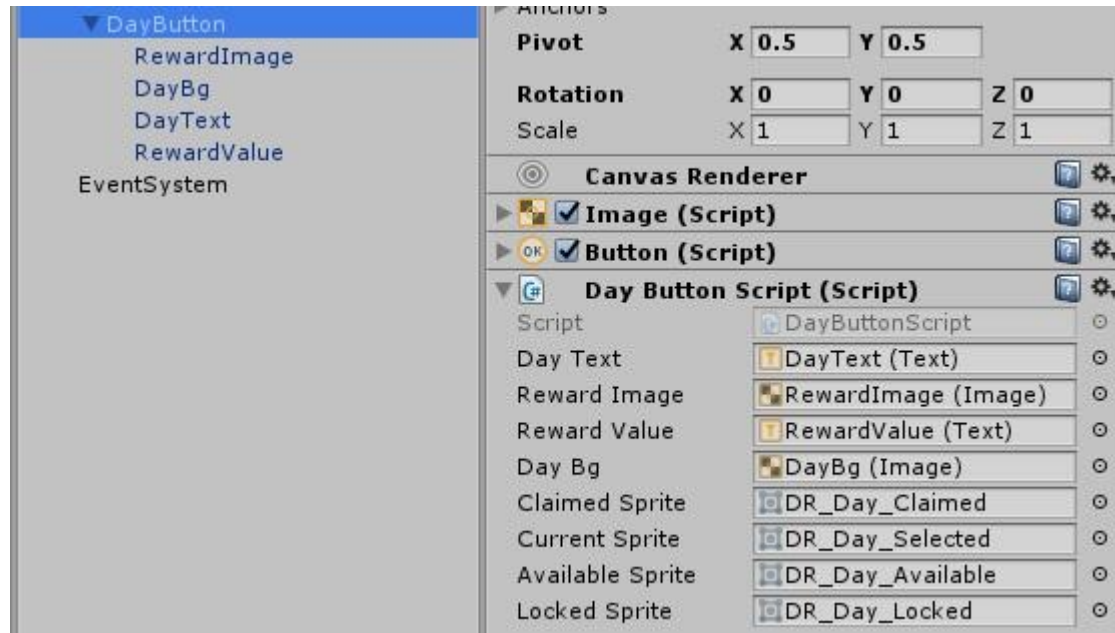 DayButton
RewardImage
DayBg
DayText
RewardValue
EventSystem
Anchors
Pivot X 0.5 Y 0.5
Rotation X 0 Y 0 Z 0
Scale X 1 Y 1 Z 1
Canvas Renderer
Image (Script)
OK Button (Script)
C# Day Button Script (Script)
Script DayButtonScript
Day Text T DayText (Text)
Reward Image RewardImage (Image)
Reward Value T RewardValue (Text)
Day Bg DayBg (Image)
Claimed Sprite DR_Day_Claimed
Current Sprite DR_Day_Selected
Available Sprite DR_Day_Available
Locked Sprite DR_Day_Locked